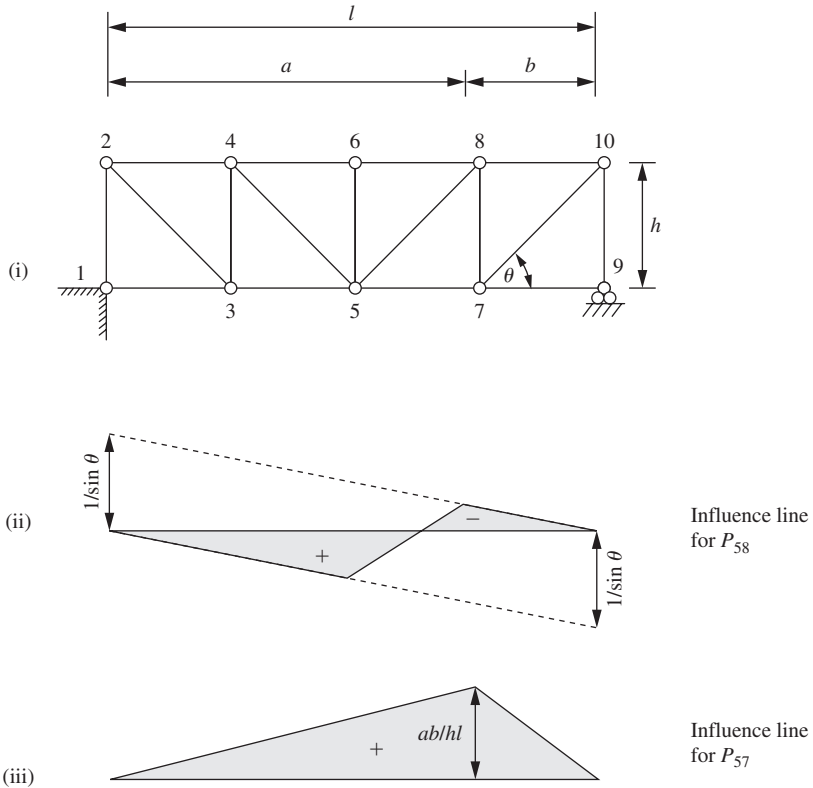 l
a b
2 4 6 8 10
h
(i) 1 θ 9
3 5 7
1/sin θ
(ii) + − Influence line
for P58
1/sin θ
ab/hl Influence line
+ for P57
(iii)